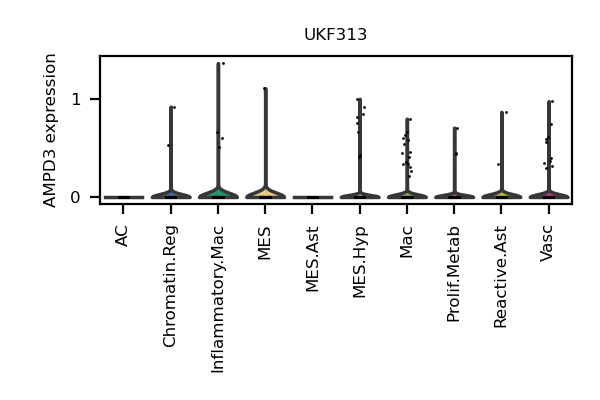 UKF313
AMPD3 expression
1
0
AC
Chromatin.Reg
Inflammatory.Mac
MES
MES.Ast
MES.Hyp
Mac
Prolif.Metab
Reactive.Ast
Vasc